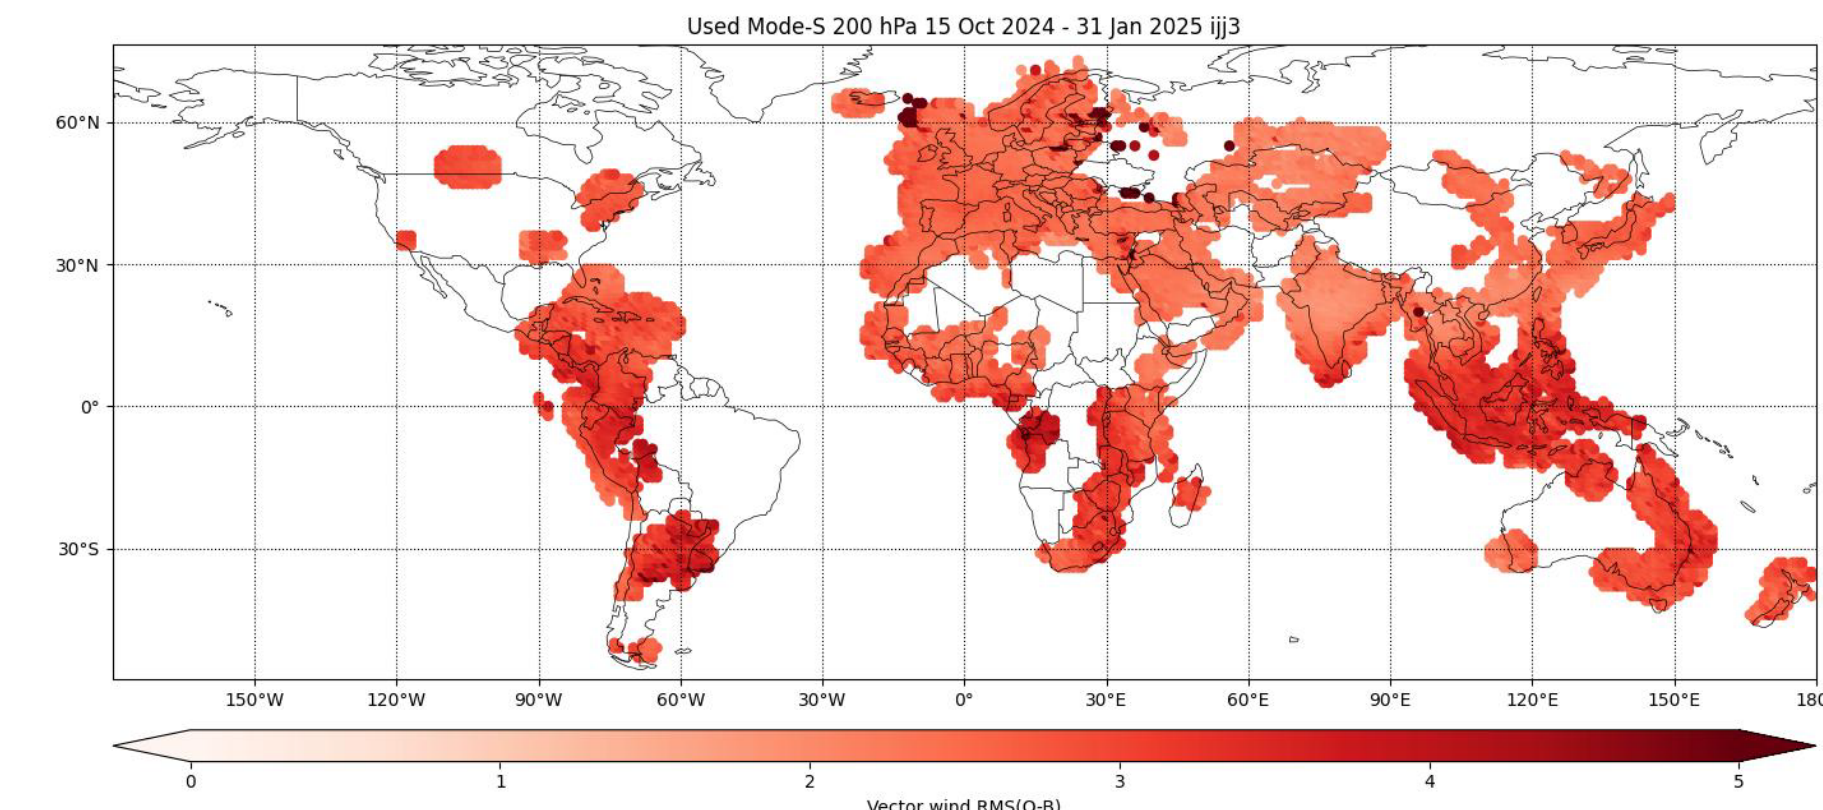 Used Mode-S 200 hPa 15 Oct 2024 - 31 Jan 2025 ijj3
60°N
30°N
0°
30°S
150°W 120°W 90°W 60°W 30°W 0° 30°E 60°E 90°E 120°E 150°E 180
0 1 2 3 4 5
Vector wind RMS(O-B)